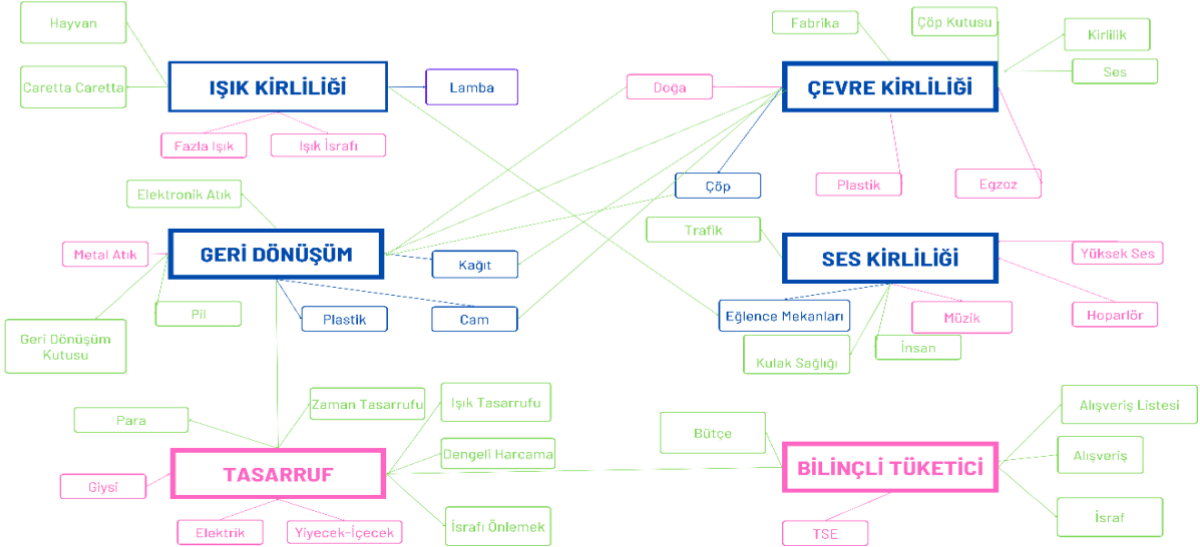 Hayvan
Fabrika
Çöp Kutusu
Kirlilik
Ses
Caretta Caretta
IŞIK KİRLİLİĞİ
Lamba
Doğa
ÇEVRE KİRLİLİĞİ
Fazla Işık
Işık İsrafı
Elektronik Atık
Çöp
Plastik
Egzoz
Metal Atık
GERİ DÖNÜŞÜM
Kağıt
Trafik
SES KİRLİLİĞİ
Yüksek Ses
Pil
Plastik
Cam
Eğlence Mekanları
Müzik
Hoparlör
Geri Dönüşüm
Kutusu
Kulak Sağlığı
İnsan
Para
Zaman Tasarrufu
Işık Tasarrufu
Bütçe
Alışveriş Listesi
Dengeli Harcama
Alışveriş
TASARRUF
BİLİNÇLİ TÜKETİCİ
Giysi
Elektrik
Yiyecek-İçecek
İsrafı Önlemek
TSE
İsraf